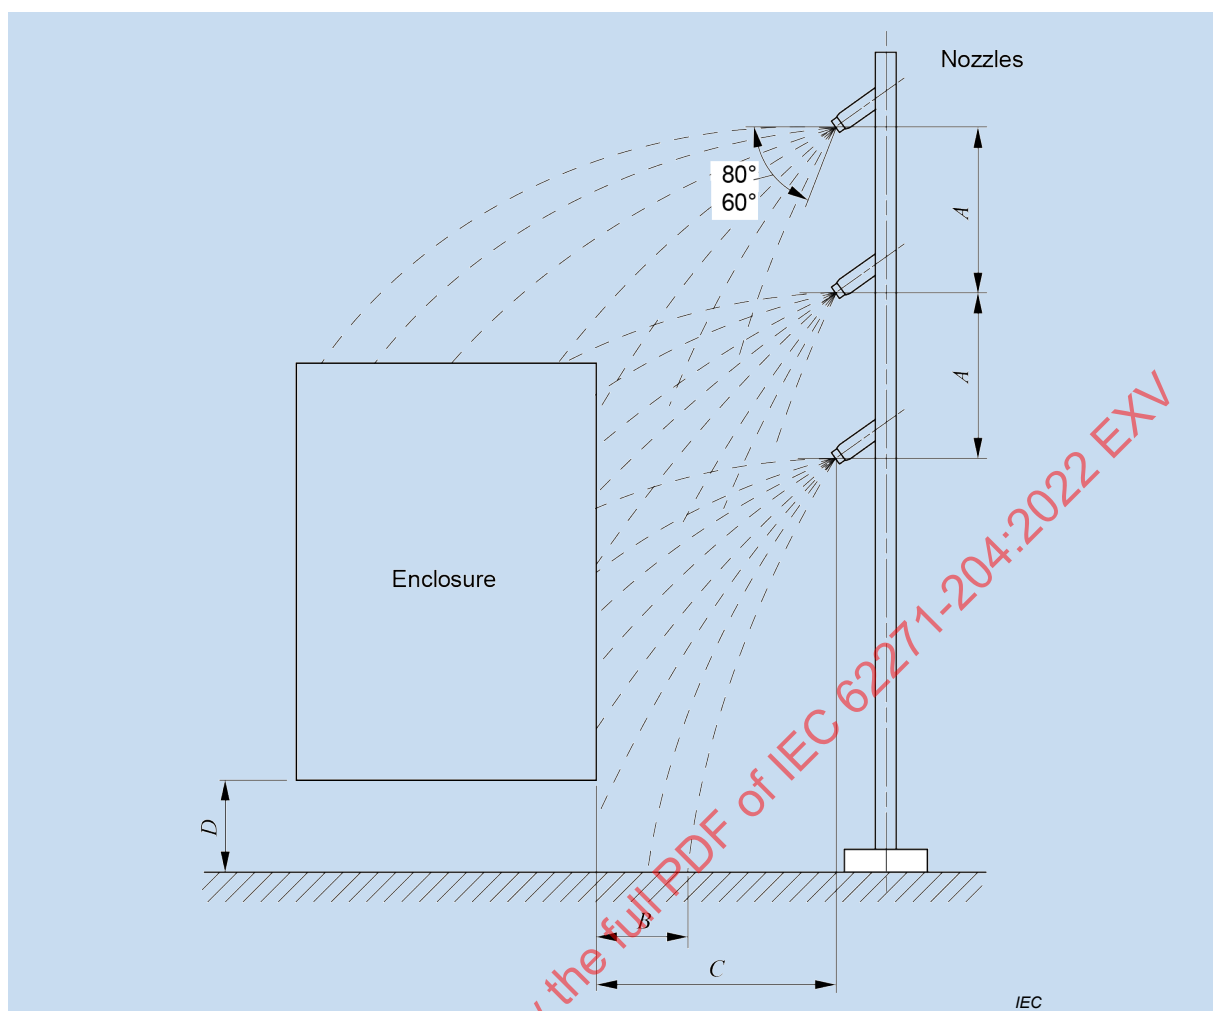 Nozzles
80°
60°
A
A
Enclosure
D
B
C
y the full PDF of IEC 62271-204:2022 EXV
IEC